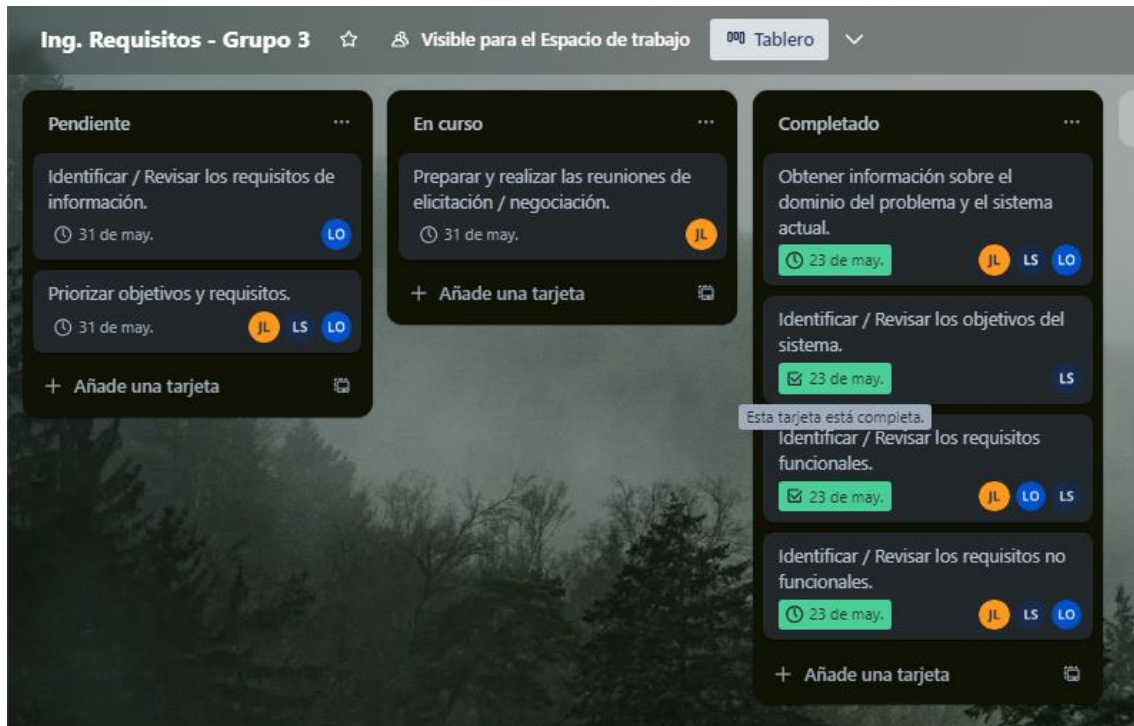 Ing. Requisitos - Grupo 3
Visible para el Espacio de trabajo
Tablero
Pendiente
Identificar / Revisar los requisitos de
información.
31 de may.
LO
Priorizar objetivos y requisitos.
31 de may.
JL LS LO
+ Añade una tarjeta
En curso
Preparar y realizar las reuniones de
elicitación / negociación.
31 de may.
JL
+ Añade una tarjeta
Completado
Obtener información sobre el
dominio del problema y el sistema
actual.
23 de may.
JL LS LO
Identificar / Revisar los objetivos del
sistema.
23 de may.
LS
Esta tarjeta está completa.
Identificar / Revisar los requisitos
funcionales.
23 de may.
JL LO LS
Identificar / Revisar los requisitos no
funcionales.
23 de may.
JL LS LO
+ Añade una tarjeta